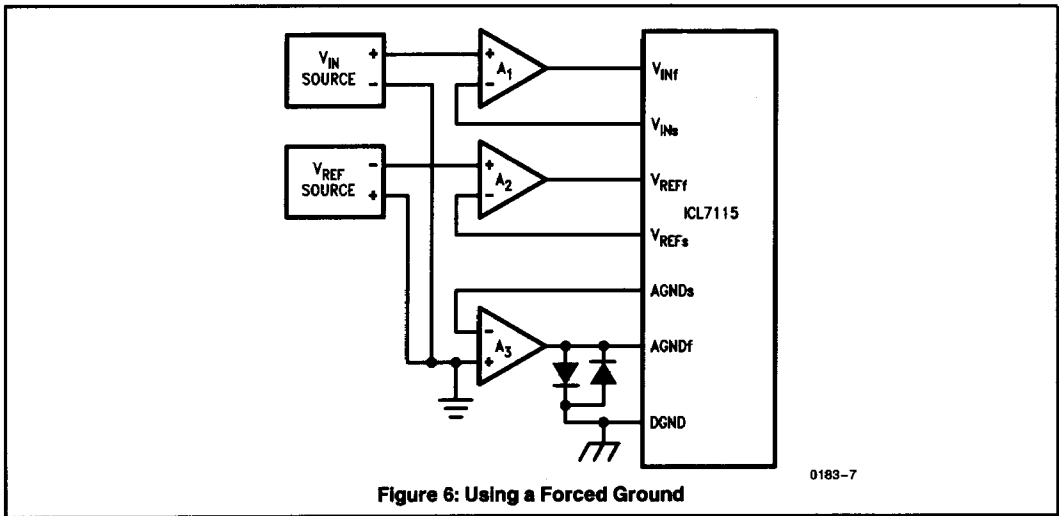 V_IN
SOURCE
+
-
+
-
A_1
V_INf
V_INs
V_REF
SOURCE
-
+
+
-
A_2
V_REFf
ICL7115
V_REFs
AGNDs
-
+
A_3
AGNDf
DGND
0183-7
Figure 6: Using a Forced Ground